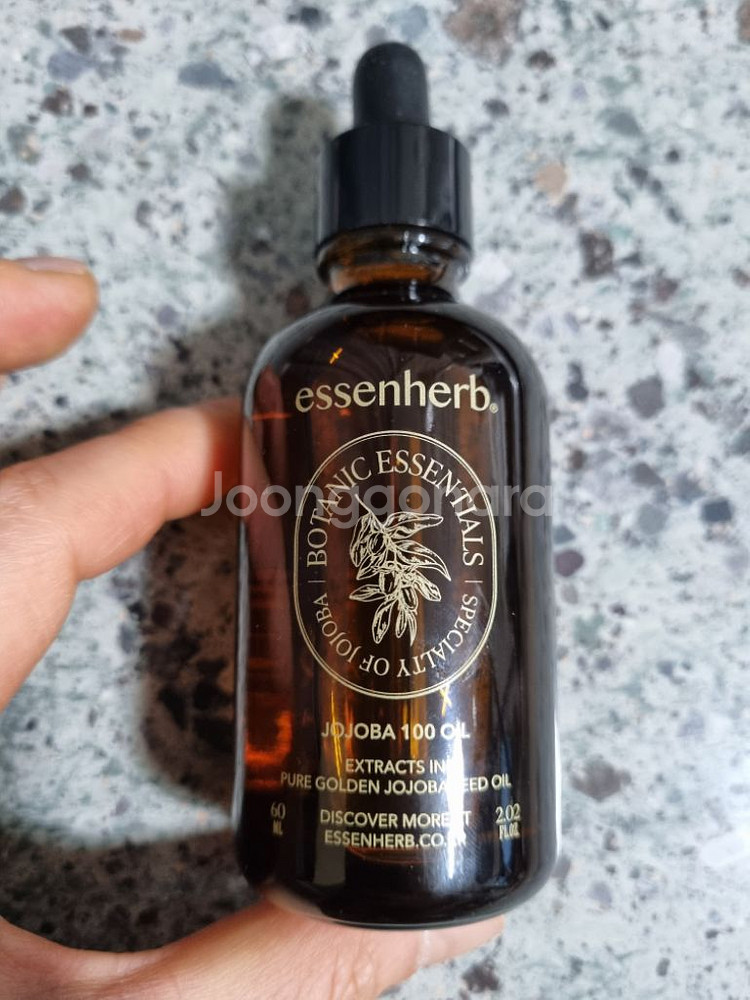 essenherb®
BOTANIC ESSENTIALS
SPECIALTY OF JOJOBA
Joonggonara
JOJOBA 100 OIL
EXTRACTS IN
PURE GOLDEN JOJOBA SEED OIL
60
ML
DISCOVER MORE AT
ESSENHERB.CO.KR
2.02
FL.OZ